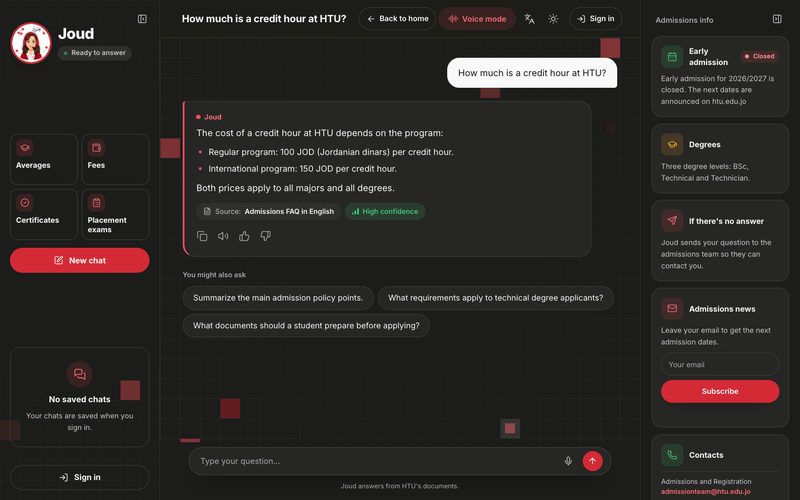 Joud
Ready to answer
Averages
Fees
Certificates
Placement
exams
New chat
No saved chats
Your chats are saved when you
sign in.
Sign in
How much is a credit hour at HTU?
Back to home
Voice mode
Sign in
How much is a credit hour at HTU?
Joud
The cost of a credit hour at HTU depends on the program:
• Regular program: 100 JOD (Jordanian dinars) per credit hour.
• International program: 150 JOD per credit hour.
Both prices apply to all majors and all degrees.
Source: Admissions FAQ in English
High confidence
You might also ask
Summarize the main admission policy points.
What requirements apply to technical degree applicants?
What documents should a student prepare before applying?
Type your question...
Joud answers from HTU's documents.
Admissions info
Early
admission
Closed
Early admission for 2026/2027 is
closed. The next dates are
announced on htu.edu.jo
Degrees
Three degree levels: BSc,
Technical and Technician.
If there's no answer
Joud sends your question to the
admissions team so they can
contact you.
Admissions news
Leave your email to get the next
admission dates.
Your email
Subscribe
Contacts
Admissions and Registration
admissionteam@htu.edu.jo